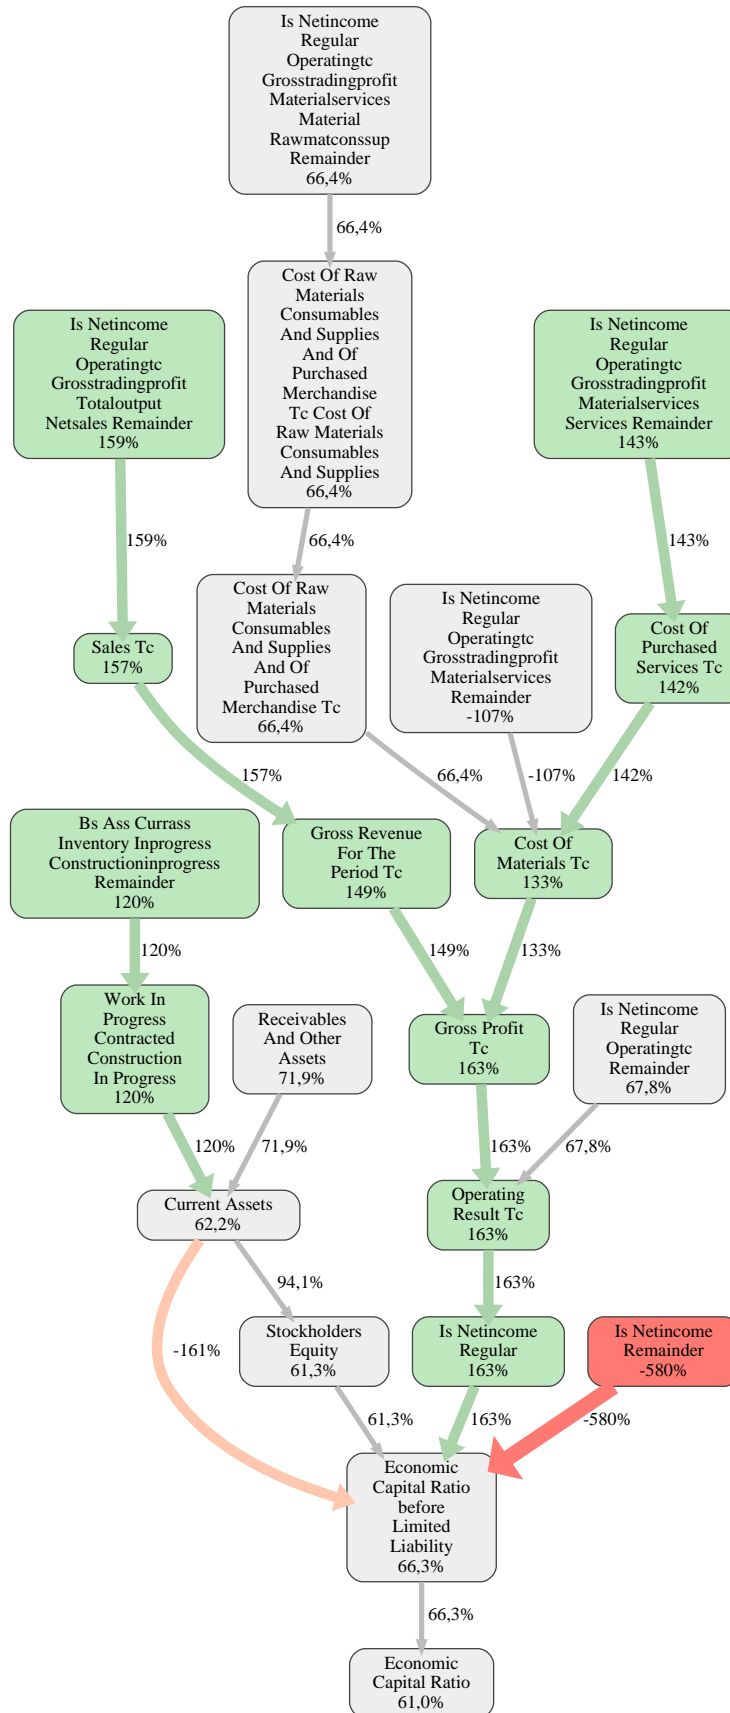 Is Netincome
Regular
Operatingtc
Grosstradingprofit
Materialservices
Material
Rawmatconssup
Remainder
66,4%
66,4%
Cost Of Raw
Materials
Consumables
And Supplies
And Of
Purchased
Merchandise
Tc Cost Of
Raw Materials
Consumables
And Supplies
66,4%
Is Netincome
Regular
Operatingtc
Grosstradingprofit
Totaloutput
Netsales Remainder
159%
Is Netincome
Regular
Operatingtc
Grosstradingprofit
Materialservices
Services Remainder
143%
159%
66,4%
143%
Cost Of Raw
Materials
Consumables
And Supplies
And Of
Purchased
Merchandise Tc
66,4%
Is Netincome
Regular
Operatingtc
Grosstradingprofit
Materialservices
Remainder
-107%
Sales Tc
157%
Cost Of
Purchased
Services Tc
142%
157%
66,4%
-107%
142%
Bs Ass Currass
Inventory Inprogress
Constructioninprogress
Remainder
120%
Gross Revenue
For The
Period Tc
149%
Cost Of
Materials Tc
133%
120%
149%
133%
Work In
Progress
Contracted
Construction
In Progress
120%
Receivables
And Other
Assets
71,9%
Gross Profit
Tc
163%
Is Netincome
Regular
Operatingtc
Remainder
67,8%
120%
71,9%
163%
67,8%
Current Assets
62,2%
Operating
Result Tc
163%
94,1%
163%
-161%
Stockholders
Equity
61,3%
Is Netincome
Regular
163%
Is Netincome
Remainder
-580%
61,3%
163%
-580%
Economic
Capital Ratio
before
Limited
Liability
66,3%
66,3%
Economic
Capital Ratio
61,0%